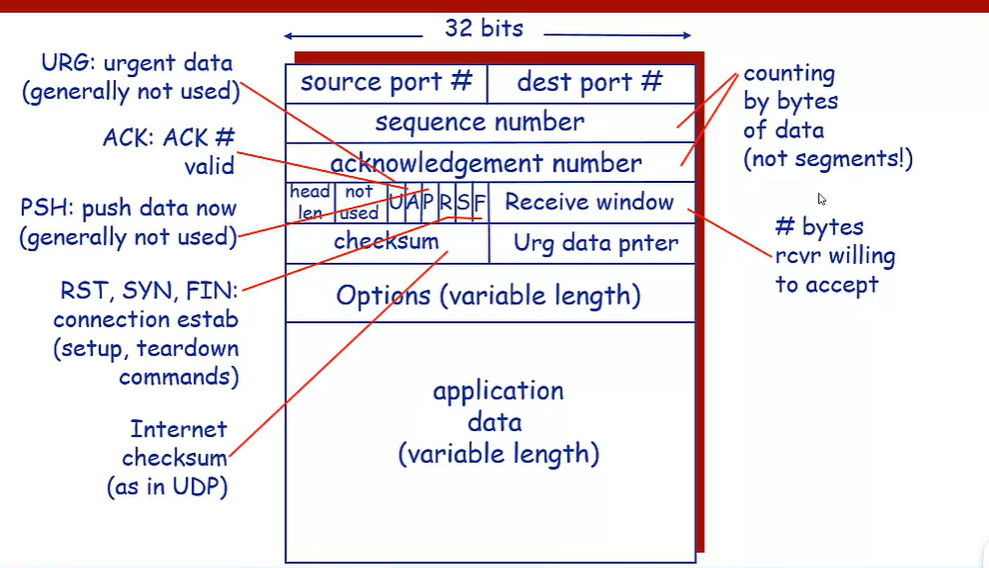 32 bits
URG: urgent data
(generally not used)
ACK: ACK #
valid
PSH: push data now
(generally not used)
RST, SYN, FIN:
connection estab
(setup, teardown
commands)
Internet
checksum
(as in UDP)
source port #
dest port #
sequence number
acknowledgement number
head
len
not
used
U
A
P
R
S
F
Receive window
checksum
Urg data pnter
Options (variable length)
application
data
(variable length)
counting
by bytes
of data
(not segments!)
# bytes
rcvr willing
to accept